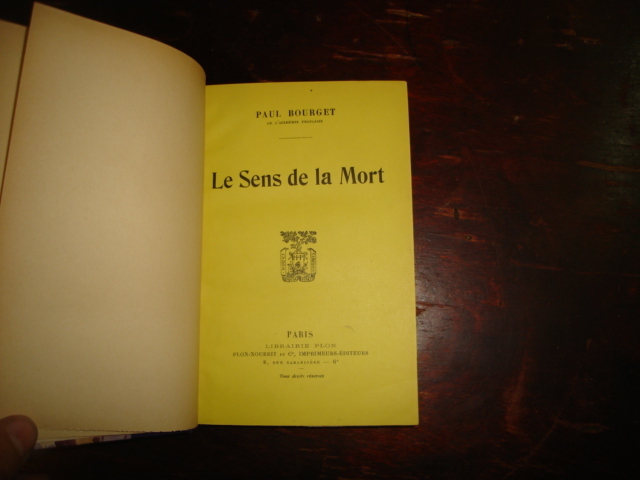 PAUL BOURGET
DE L'ACADÉMIE FRANÇAISE
Le Sens de la Mort
PARIS
LIBRAIRIE PLON
PLON-NOURRIT ET Cie, IMPRIMEURS-ÉDITEURS
8, RUE GARANCIÈRE — 6e
Tous droits réservés